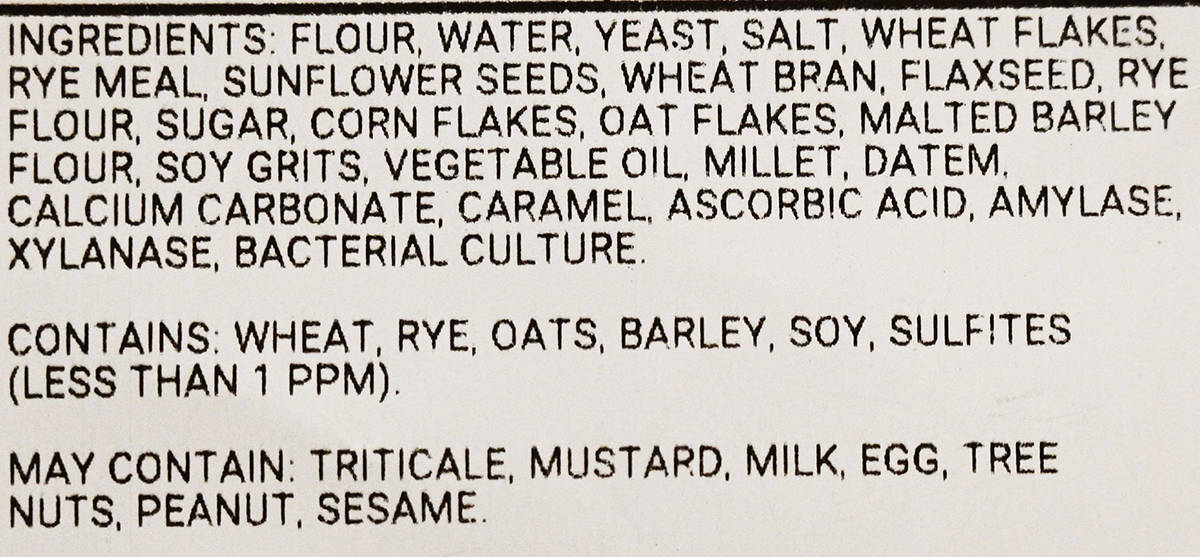 INGREDIENTS: FLOUR, WATER, YEAST, SALT, WHEAT FLAKES,
RYE MEAL, SUNFLOWER SEEDS, WHEAT BRAN, FLAXSEED, RYE
FLOUR, SUGAR, CORN FLAKES, OAT FLAKES, MALTED BARLEY
FLOUR, SOY GRITS, VEGETABLE OIL, MILLET, DATEM,
CALCIUM CARBONATE, CARAMEL, ASCORBIC ACID, AMYLASE,
XYLANASE, BACTERIAL CULTURE.
CONTAINS: WHEAT, RYE, OATS, BARLEY, SOY, SULFITES
(LESS THAN 1 PPM).
MAY CONTAIN: TRITICALE, MUSTARD, MILK, EGG, TREE
NUTS, PEANUT, SESAME.